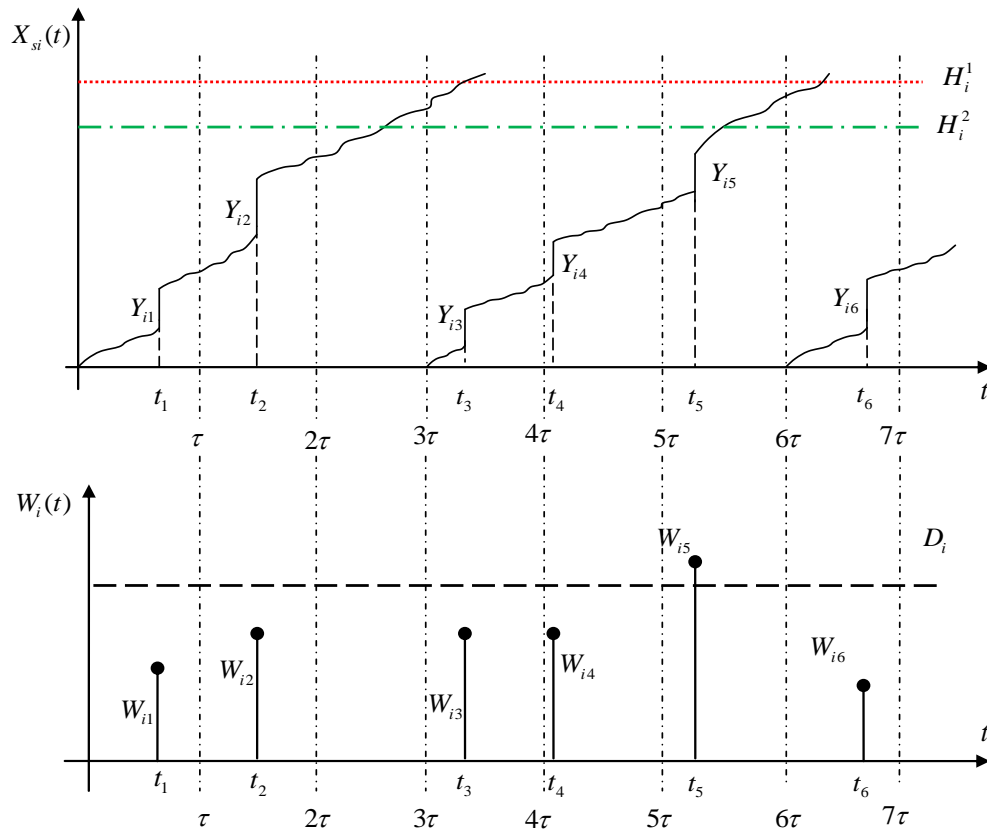 X_{si}(t)
H_i^1
H_i^2
Y_{i1}
Y_{i2}
Y_{i3}
Y_{i4}
Y_{i5}
Y_{i6}
t_1 t_2 t_3 t_4 t_5 t_6 t
τ 2τ 3τ 4τ 5τ 6τ 7τ
W_i(t)
D_i
W_{i1}
W_{i2}
W_{i3}
W_{i4}
W_{i5}
W_{i6}
t_1 t_2 t_3 t_4 t_5 t_6 t
τ 2τ 3τ 4τ 5τ 6τ 7τ